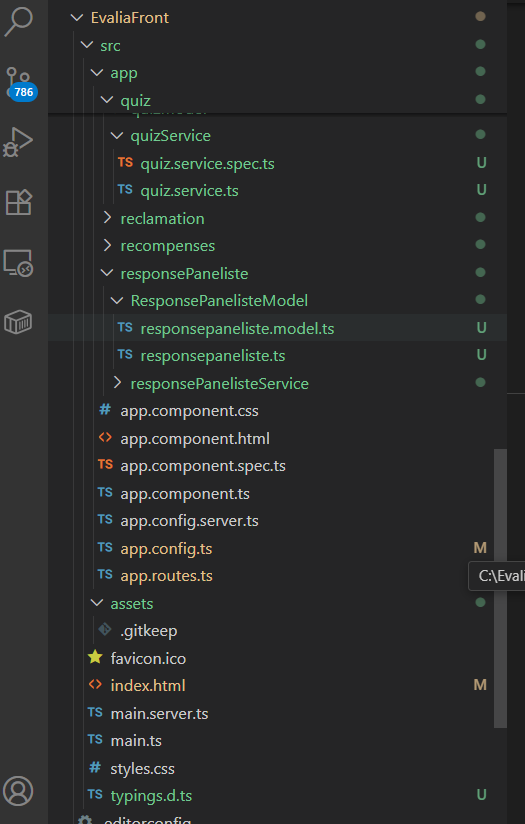 EvaliaFront
src
app
quiz
quizService
TS quiz.service.spec.ts U
TS quiz.service.ts U
reclamation
recompenses
responsePaneliste
ResponsePanelisteModel
TS responsepaneliste.model.ts U
TS responsepaneliste.ts U
responsePanelisteService
# app.component.css
<> app.component.html
TS app.component.spec.ts
TS app.component.ts
TS app.config.server.ts
TS app.config.ts M
TS app.routes.ts
C:\Evali
assets
.gitkeep
favicon.ico
<> index.html M
TS main.server.ts
TS main.ts
# styles.css
TS typings.d.ts U
.editorconfig
786